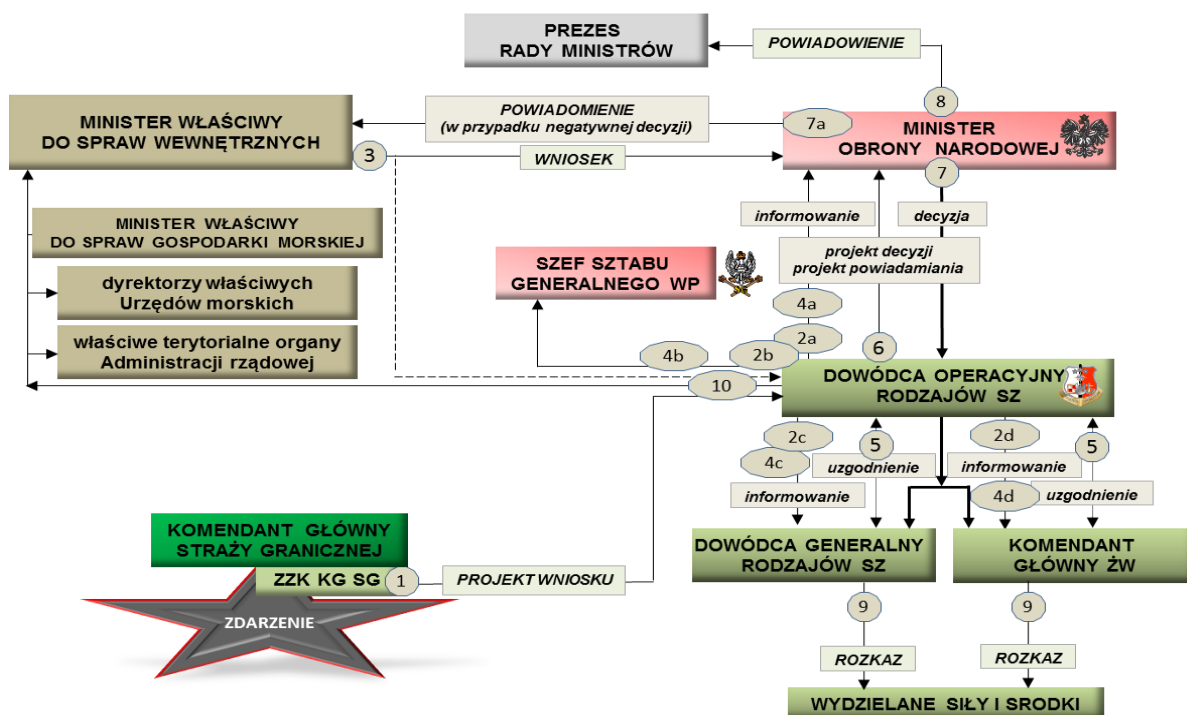 PREZES
RADY MINISTRÓW
POWIADOWIENIE
8
MINISTER WŁAŚCIWY
DO SPRAW WEWNĘTRZNYCH
POWIADOMIENIE
(w przypadku negatywnej decyzji)
7a
MINISTER
OBRONY NARODOWEJ
3
WNIOSEK
7
MINISTER WŁAŚCIWY
DO SPRAW GOSPODARKI MORSKIEJ
informowanie
decyzja
dyrektorzy właściwych
Urzędów morskich
SZEF SZTABU
GENERALNEGO WP
projekt decyzji
projekt powiadamiania
4a
właściwe terytorialne organy
Administracji rządowej
4b
2b
2a
6
10
DOWÓDCA OPERACYJNY
RODZAJÓW SZ
2c
5
2d
5
4c
uzgodnienie
informowanie
informowanie
4d
uzgodnienie
KOMENDANT GŁÓWNY
STRAŻY GRANICZNEJ
DOWÓDCA GENERALNY
RODZAJÓW SZ
KOMENDANT
GŁÓWNY ŻW
ZZK KG SG
1
PROJEKT WNIOSKU
ZDARZENIE
9
9
ROZKAZ
ROZKAZ
WYDZIELANE SIŁY I SRODKI